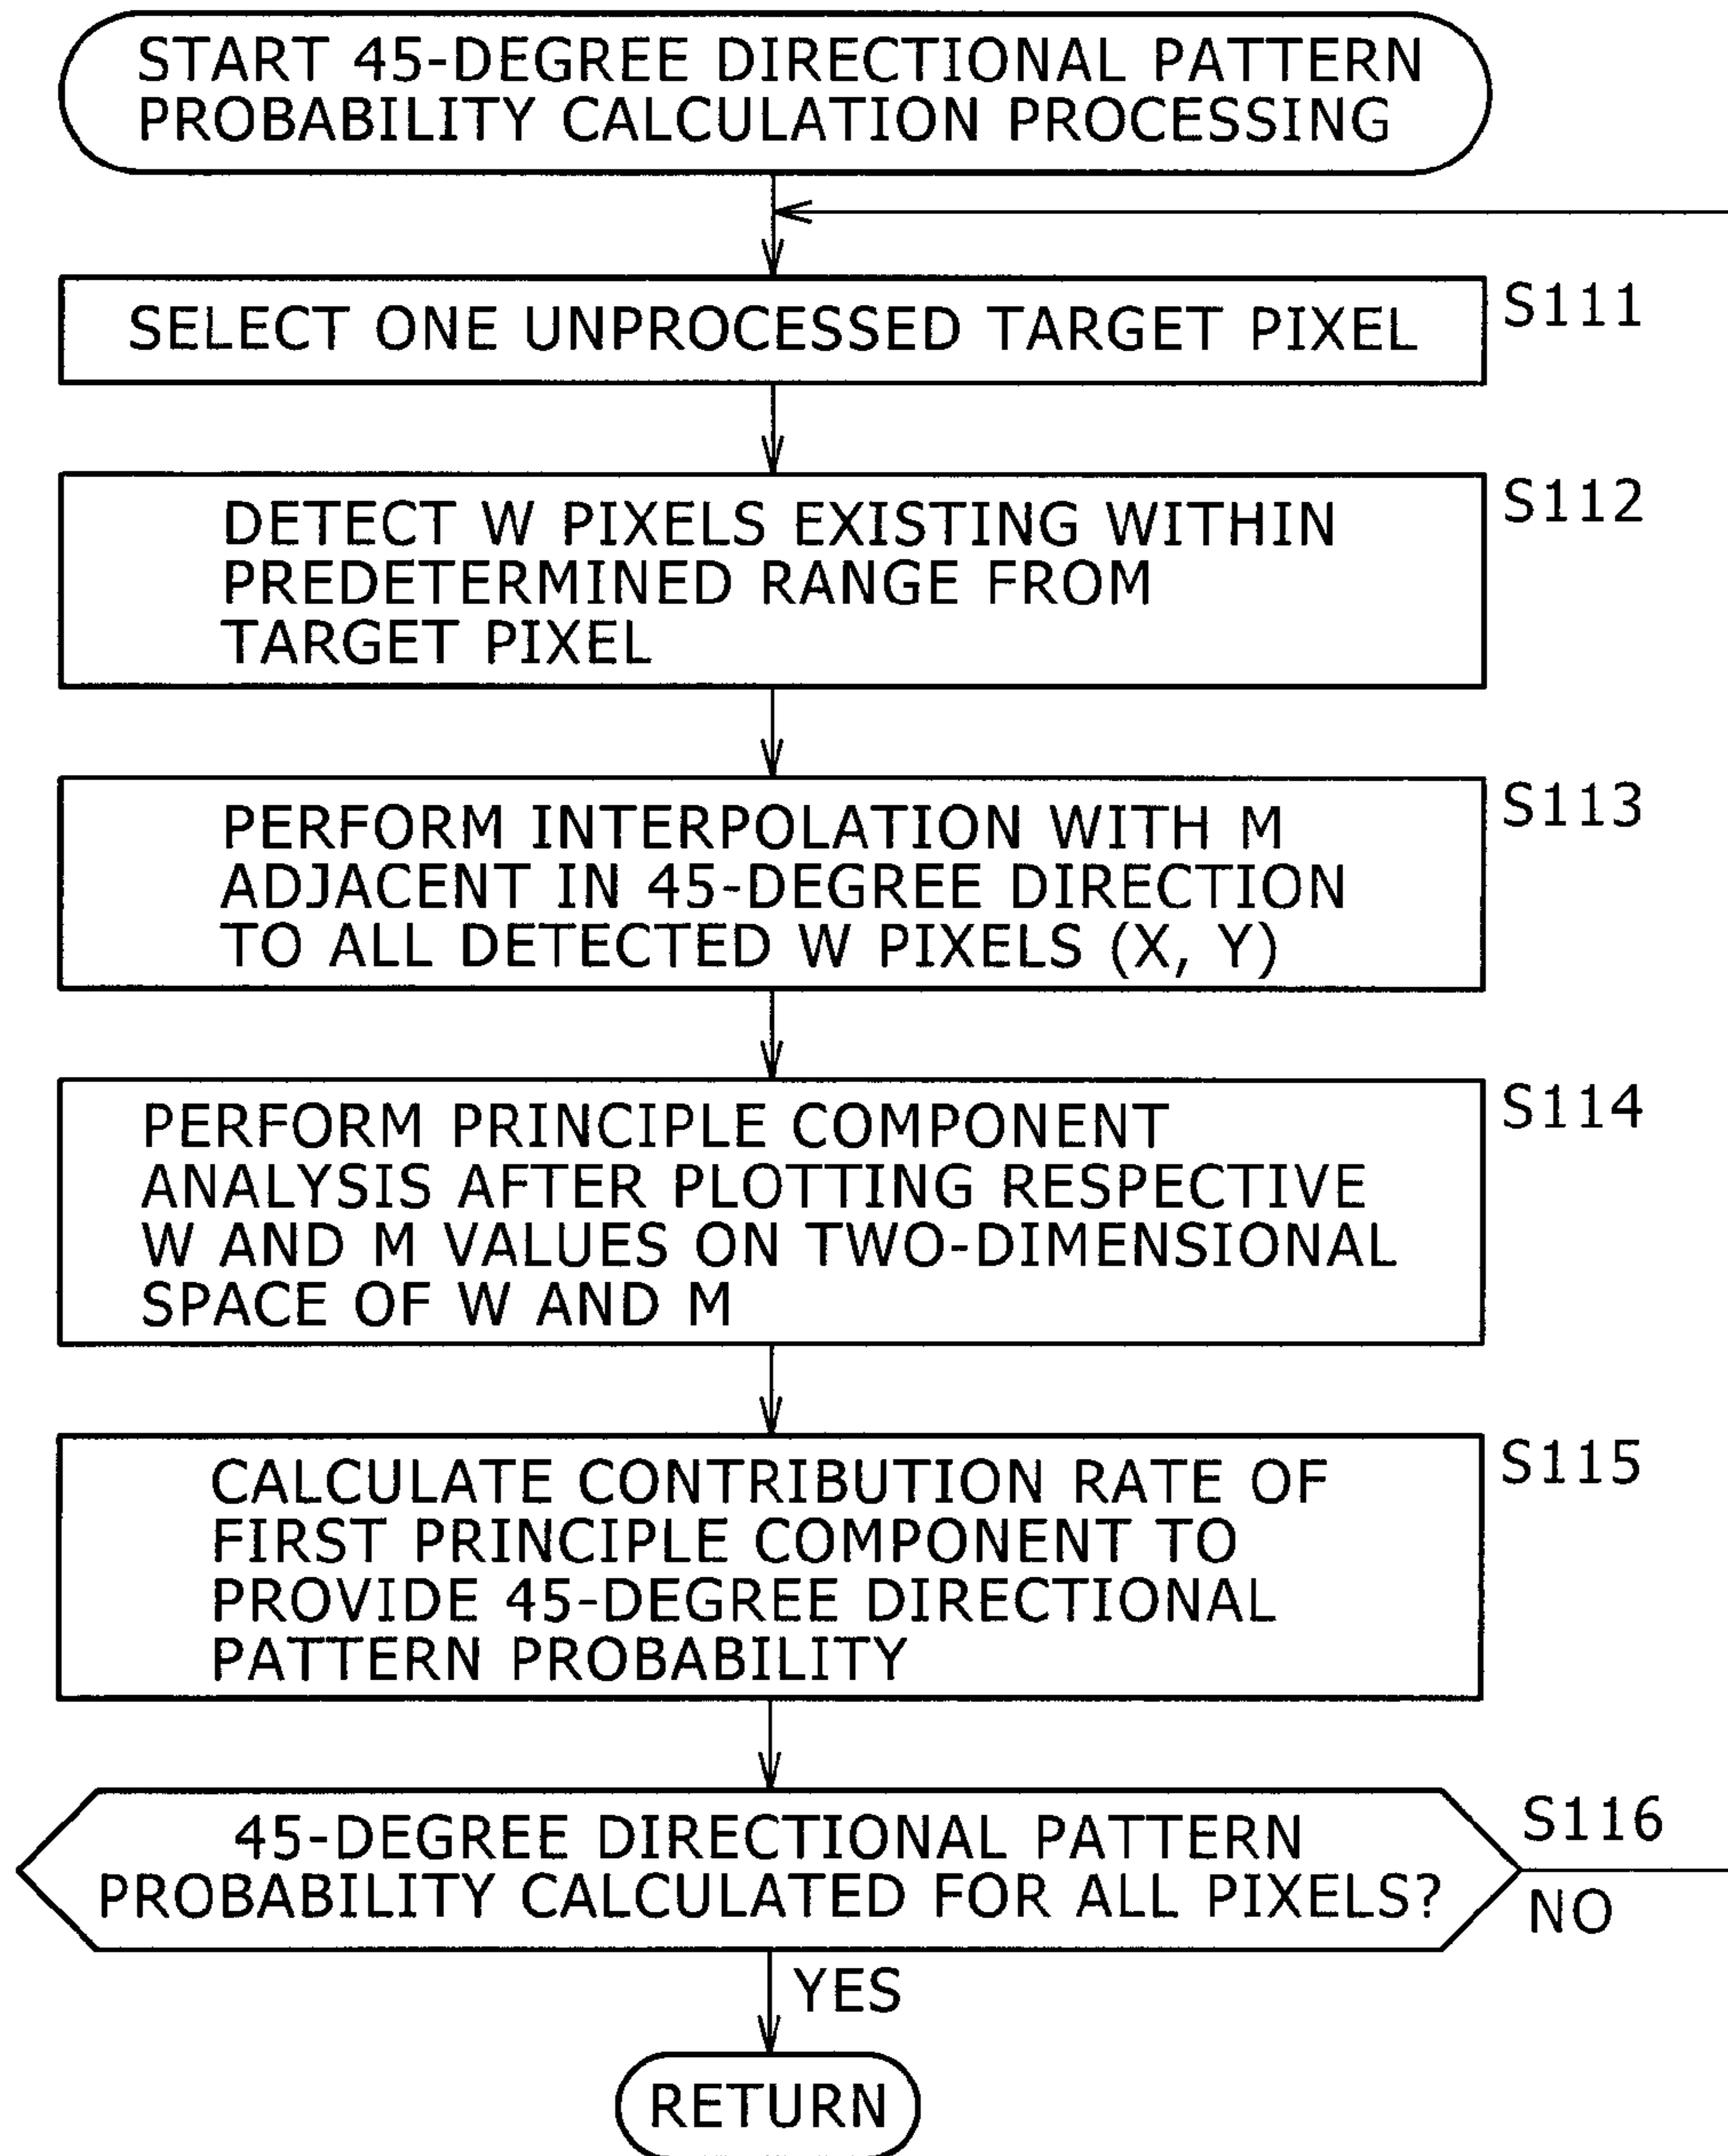 START 45-DEGREE DIRECTIONAL PATTERN
PROBABILITY CALCULATION PROCESSING
SELECT ONE UNPROCESSED TARGET PIXEL
S111
DETECT W PIXELS EXISTING WITHIN
PREDETERMINED RANGE FROM
TARGET PIXEL
S112
PERFORM INTERPOLATION WITH M
ADJACENT IN 45-DEGREE DIRECTION
TO ALL DETECTED W PIXELS (X, Y)
S113
PERFORM PRINCIPLE COMPONENT
ANALYSIS AFTER PLOTTING RESPECTIVE
W AND M VALUES ON TWO-DIMENSIONAL
SPACE OF W AND M
S114
CALCULATE CONTRIBUTION RATE OF
FIRST PRINCIPLE COMPONENT TO
PROVIDE 45-DEGREE DIRECTIONAL
PATTERN PROBABILITY
S115
45-DEGREE DIRECTIONAL PATTERN
PROBABILITY CALCULATED FOR ALL PIXELS?
S116
NO
YES
RETURN